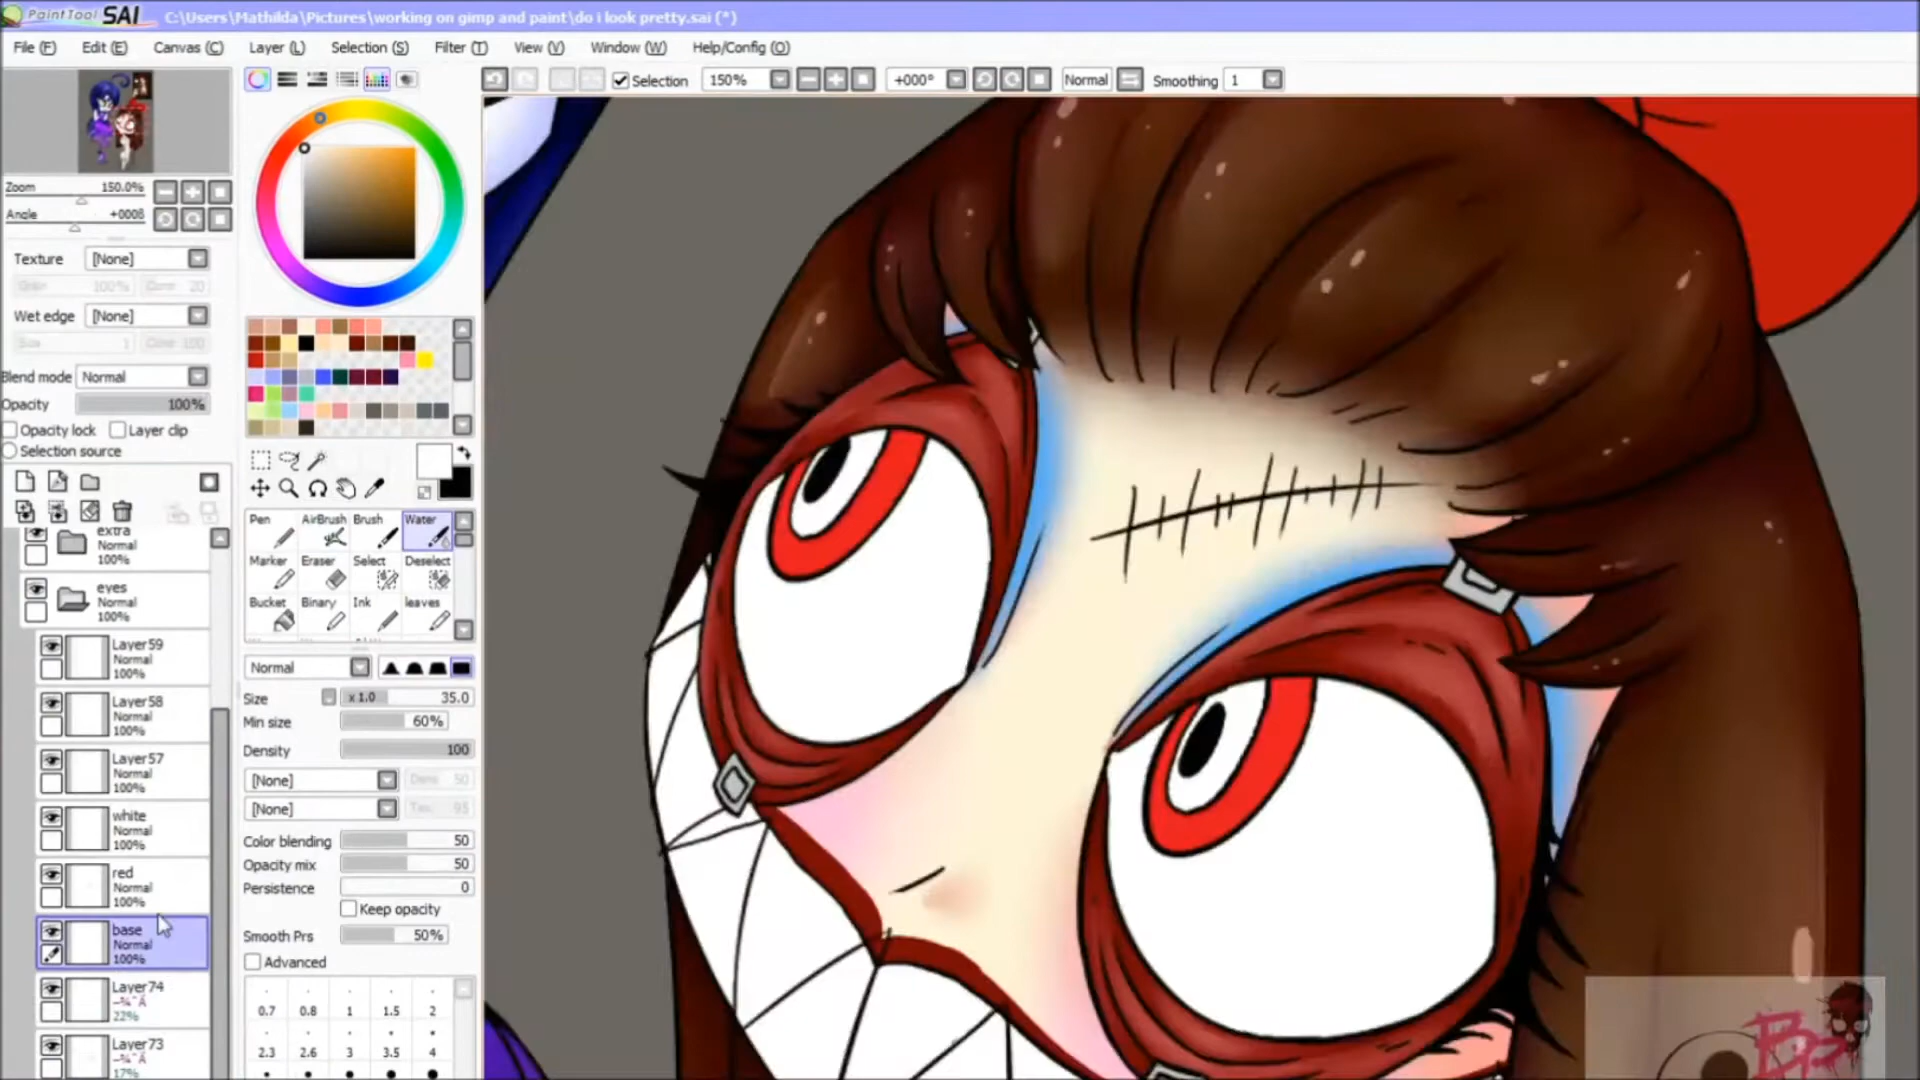 PaintTool SAI C:\Users\Mathilda\Pictures\working on gimp and paint\do i look pretty.sai (*)
File (F) Edit (E) Canvas (C) Layer (L) Selection (S) Filter (T) View (V) Window (W) Help/Config (O)
Selection 150% +000° Normal Smoothing 1
Zoom 150.0%
Angle
Texture [None]
100% 20
Wet edge [None]
Size 1 100
Blend mode Normal
Opacity 100%
Opacity lock Layer clip
Selection source
extra
Normal
100%
eyes
Normal
100%
Layer59
Normal
100%
Layer58
Normal
100%
Layer57
Normal
100%
white
Normal
100%
red
Normal
100%
base
Normal
100%
Layer74
22%
Layer73
17%
Pen AirBrush Brush Water
Marker Eraser Select Deselect
Bucket Binary Ink leaves
Normal
Size x 1.0 35.0
Min size 60%
Density 100
[None] 50
[None] 95
Color blending 50
Opacity mix 50
Persistence 0
Keep opacity
Smooth Prs 50%
Advanced
0.7 0.8 1 1.5 2
2.3 2.6 3 3.5 4